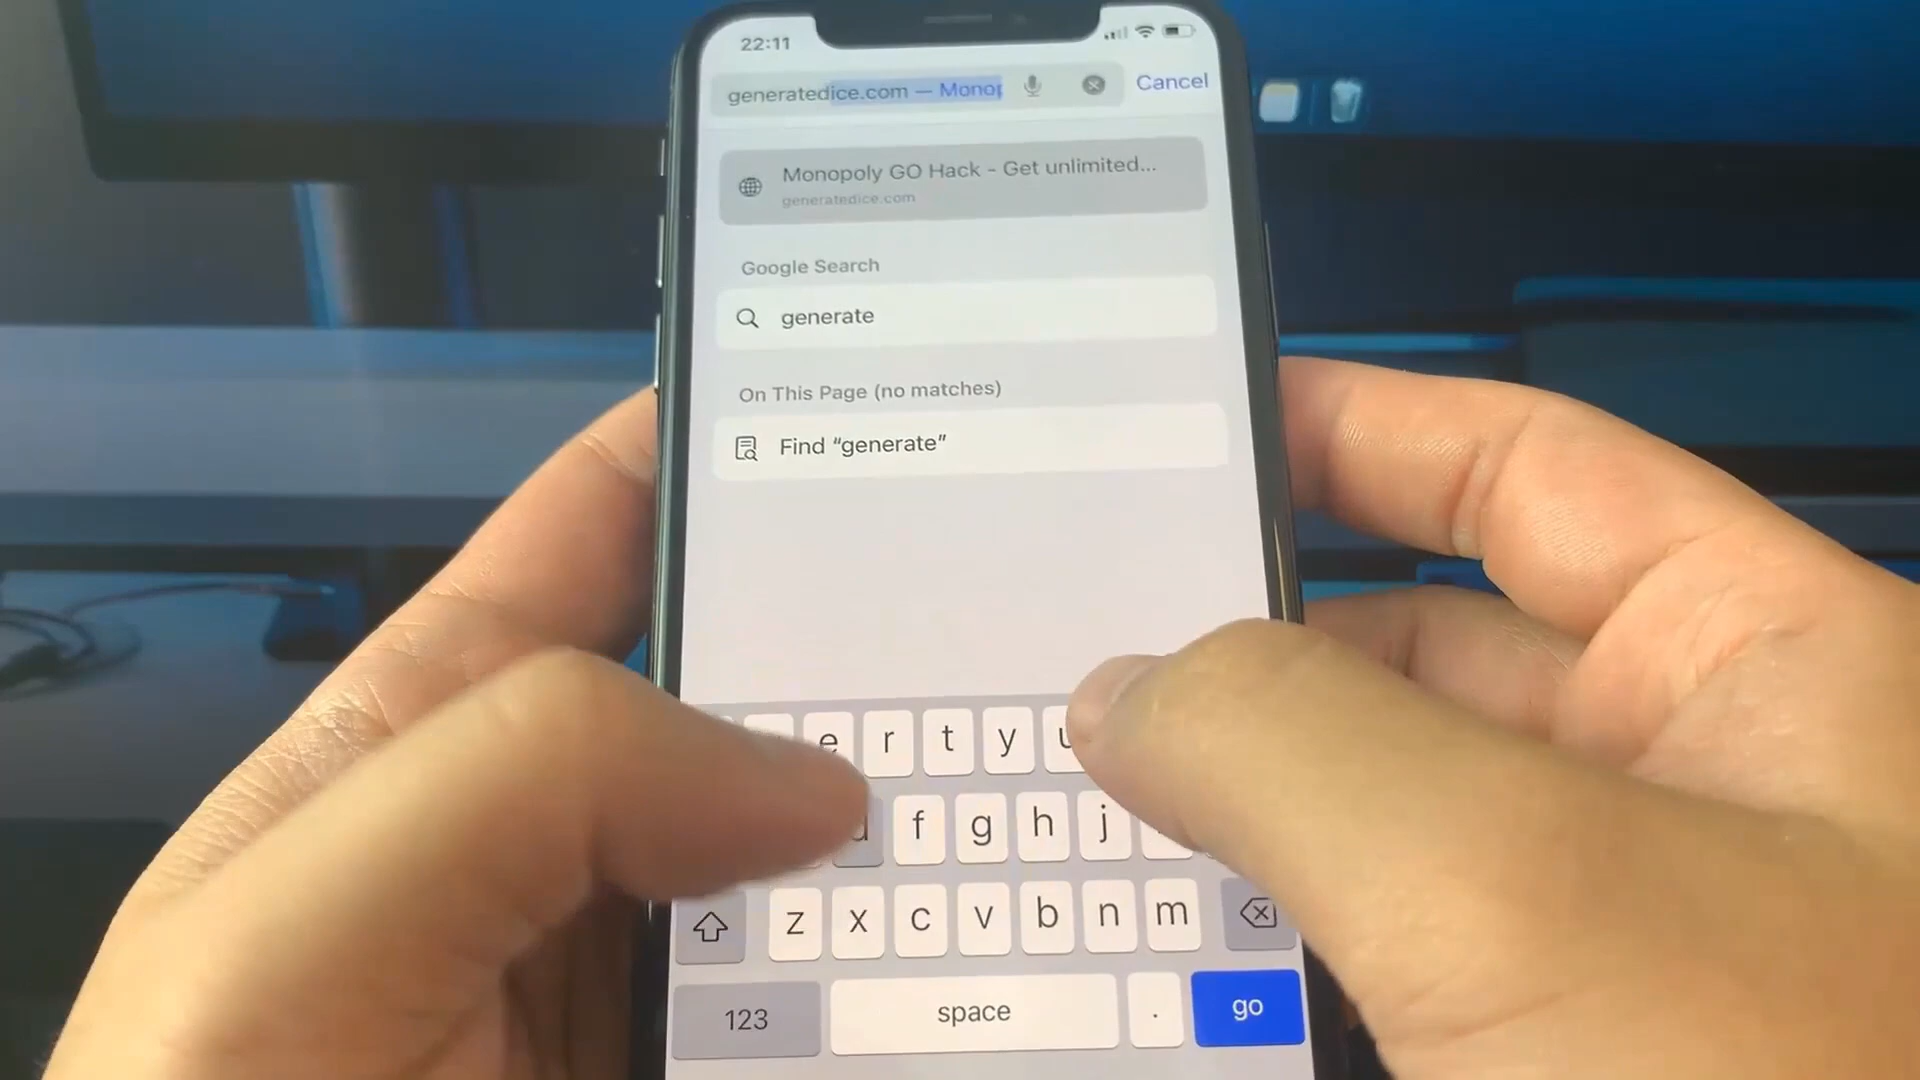 22:11
generatedice.com — Monop
Cancel
Monopoly GO Hack - Get unlimited...
generatedice.com
Google Search
generate
On This Page (no matches)
Find “generate”
e r t y u
d f g h j
z x c v b n m
123 space . go